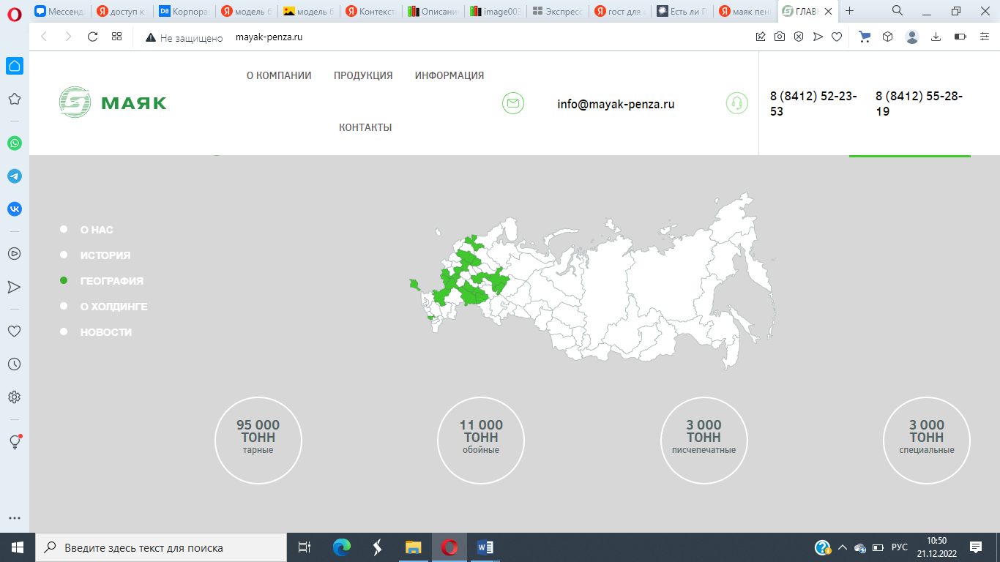 Мессенд
доступ к
Корпорат
модель б
модель б
Контекст
Описани
image003
Экспресс
гост для с
Есть ли Г
маяк пен
ГЛАВН
Не защищено
mayak-penza.ru
О КОМПАНИИ
ПРОДУКЦИЯ
ИНФОРМАЦИЯ
КОНТАКТЫ
МАЯК
info@mayak-penza.ru
8 (8412) 52-23-
53
8 (8412) 55-28-
19
О НАС
ИСТОРИЯ
ГЕОГРАФИЯ
О ХОЛДИНГЕ
НОВОСТИ
95 000
ТОНН
тарные
11 000
ТОНН
обойные
3 000
ТОНН
писчепечатные
3 000
ТОНН
специальные
Введите здесь текст для поиска
РУС
10:50
21.12.2022